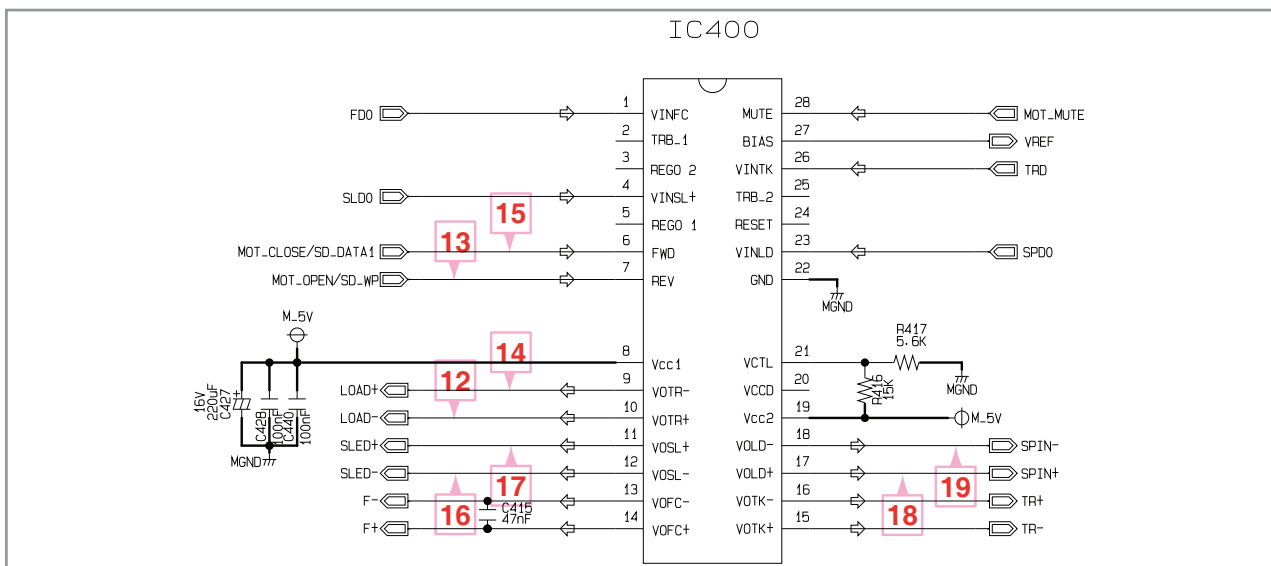 IC400
FDO 1 VINFC MUTE 28 MOT_MUTE
2 TRB_1 BIAS 27 VREF
3 REGO 2 VINTK 26 TRD
SLDO 4 VINSL+ TRB_2 25
15
5 REGO 1 RESET 24
13
MOT_CLOSE/SD_DATA1 6 FWD VINLD 23 SPDO
MOT_OPEN/SD_WP 7 REV GND 22
MGND
M_5V
R417
5.6K
14
8 Vcc1 VCTL 21
MGND
12
LOAD+ 9 VOTR- VCCD 20
R416
15K
16V
220uF
C427
C428
100nF
C440
100nF
LOAD- 10 VOTR+ Vcc2 19 M_5V
SLED+ 11 VOSL+ VOLD- 18 SPIN-
MGND
SLED- 12 VOSL- VOLD+ 17 SPIN+
17
19
F- 13 VOFC- VOTK- 16 TR+
C415
47nF
16
18
F+ 14 VOFC+ VOTK+ 15 TR-